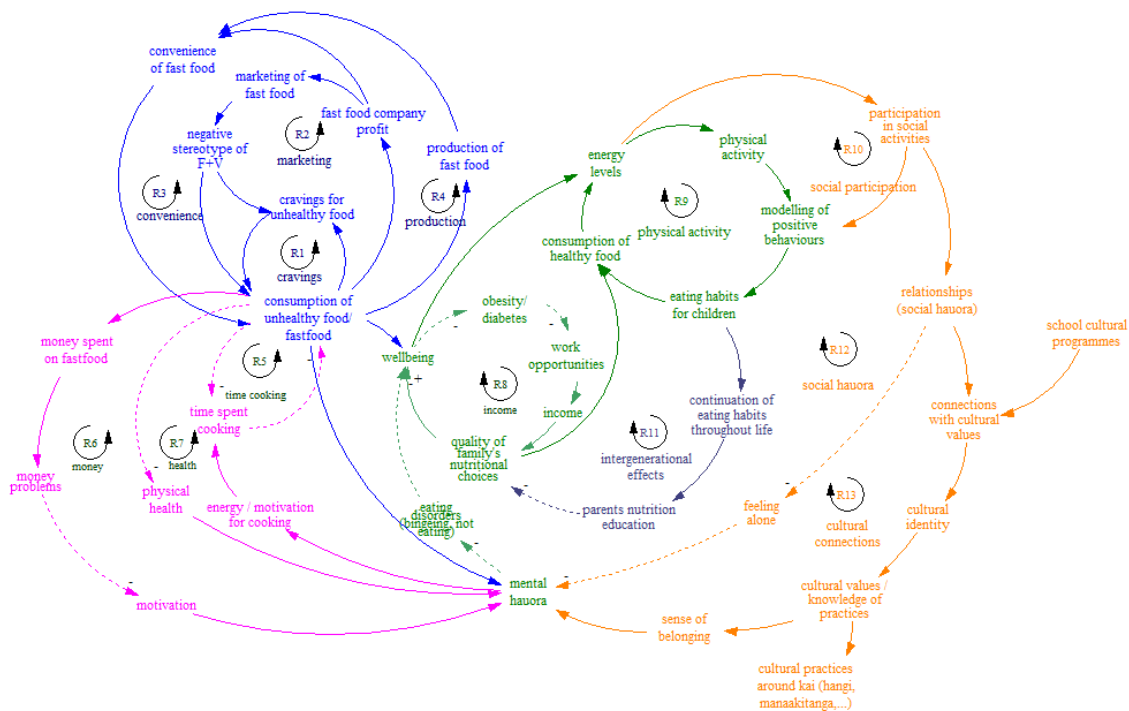 convenience
of fast food
marketing of
fast food
negative
stereotype of
F+V
R2
marketing
fast food company
profit
production
of fast food
R3
convenience
cravings for
unhealthy food
R4
production
R1
cravings
consumption of
unhealthy food/
fastfood
money spent
on fastfood
R5
time cooking
-
-
time spent
cooking
R6
money
R7
health
-
money
problems
physical
health
energy / motivation
for cooking
-
motivation
participation
in social
activities
physical
activity
R10
social participation
energy
levels
R9
physical activity
modelling of
positive
behaviours
consumption of
healthy food
eating habits
for children
obesity/
diabetes
-
-
work
opportunities
wellbeing
-
+
R8
income
income
quality of
family's
nutritional choices
relationships
(social hauora)
school cultural
programmes
R12
social hauora
continuation of
eating habits
throughout life
R11
intergenerational
effects
connections
with cultural
values
-
parents nutrition
education
-
feeling
alone
R13
cultural
connections
cultural
identity
eating
disorders
(bingeing, not
eating)
-
-
mental
hauora
cultural values /
knowledge of
practices
sense of
belonging
cultural practices
around kai (hangi,
manaakitanga,...)